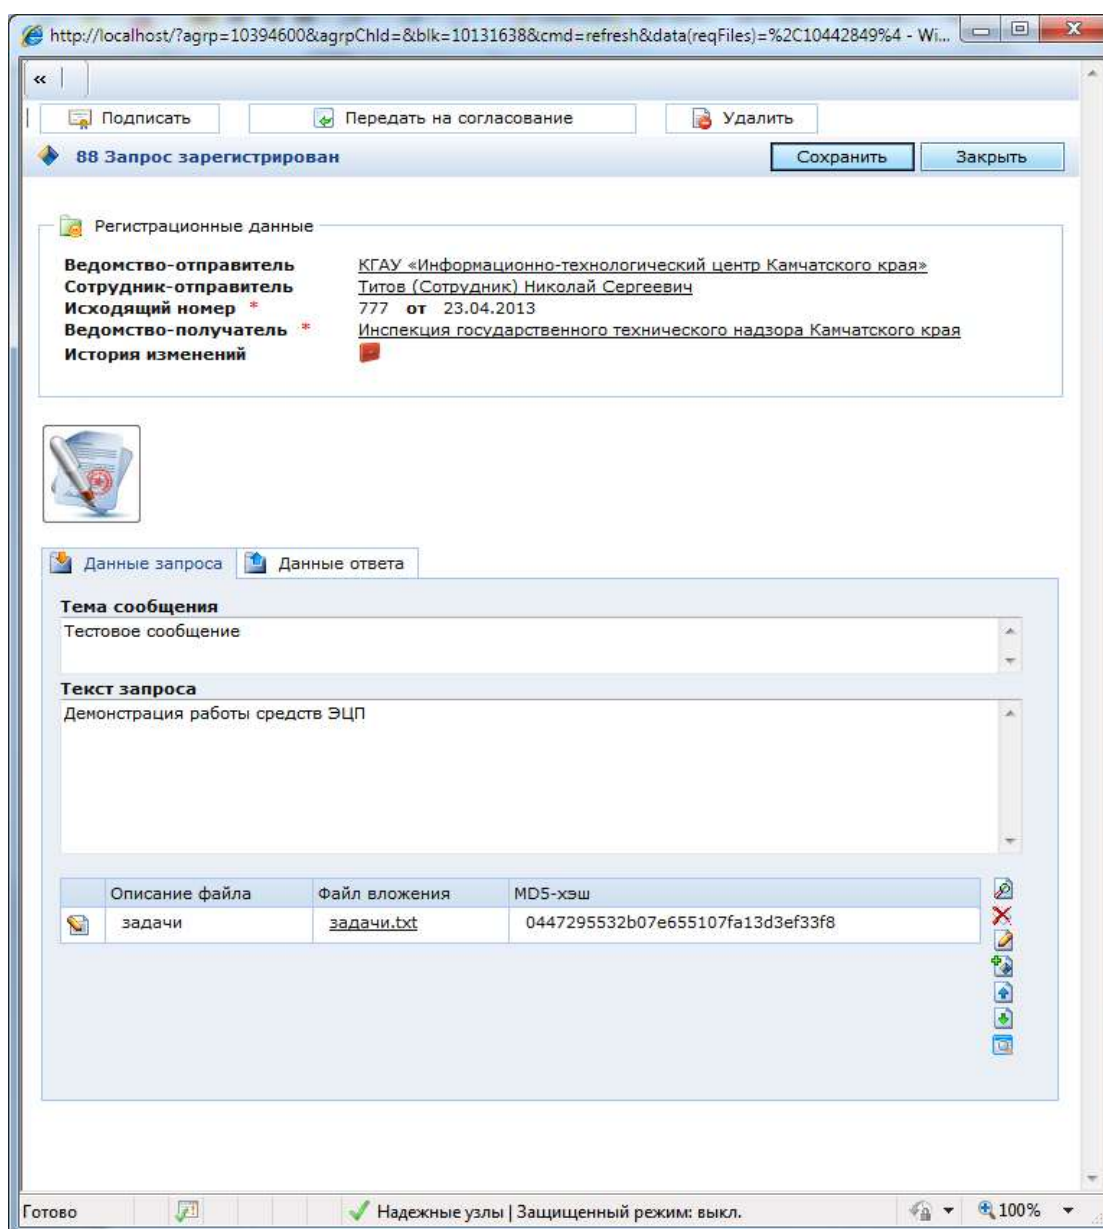 http://localhost/?agrp=10394600&agrpChId=&blk=10131638&cmd=refresh&data(reqFiles)=%2C10442849%4 - Wi...
«
Подписать Передать на согласование Удалить
88 Запрос зарегистрирован Сохранить Закрыть
Регистрационные данные
Ведомство-отправитель КГАУ «Информационно-технологический центр Камчатского края»
Сотрудник-отправитель Титов (Сотрудник) Николай Сергеевич
Исходящий номер * 777 от 23.04.2013
Ведомство-получатель * Инспекция государственного технического надзора Камчатского края
История изменений
Данные запроса Данные ответа
Тема сообщения
Тестовое сообщение
Текст запроса
Демонстрация работы средств ЭЦП
Описание файла Файл вложения MD5-хэш
задачи задачи.txt 0447295532b07e655107fa13d3ef33f8
Готово Надежные узлы | Защищенный режим: выкл. 100%